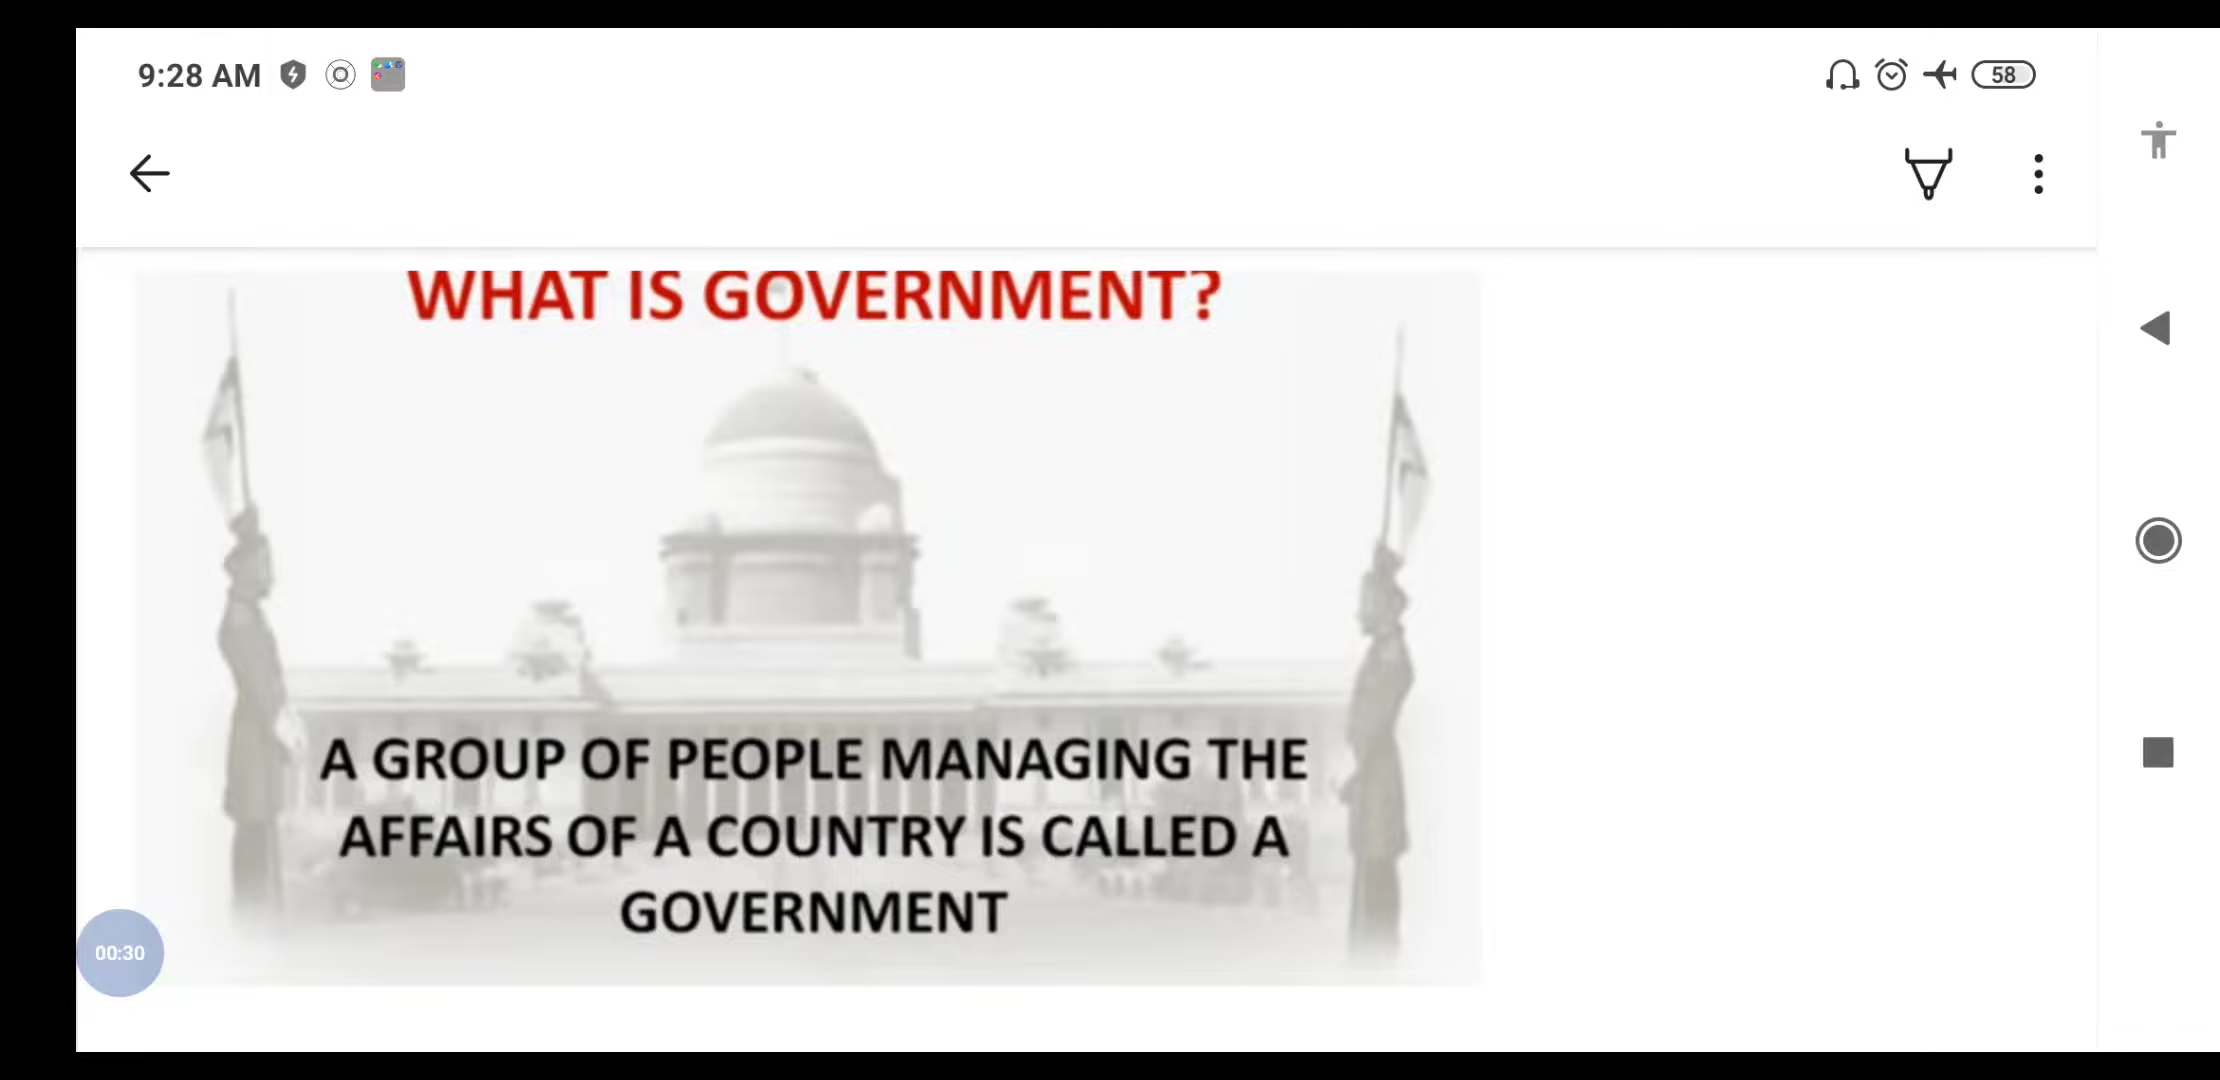 9:28 AM
58
WHAT IS GOVERNMENT?
A GROUP OF PEOPLE MANAGING THE
AFFAIRS OF A COUNTRY IS CALLED A
GOVERNMENT
00:30